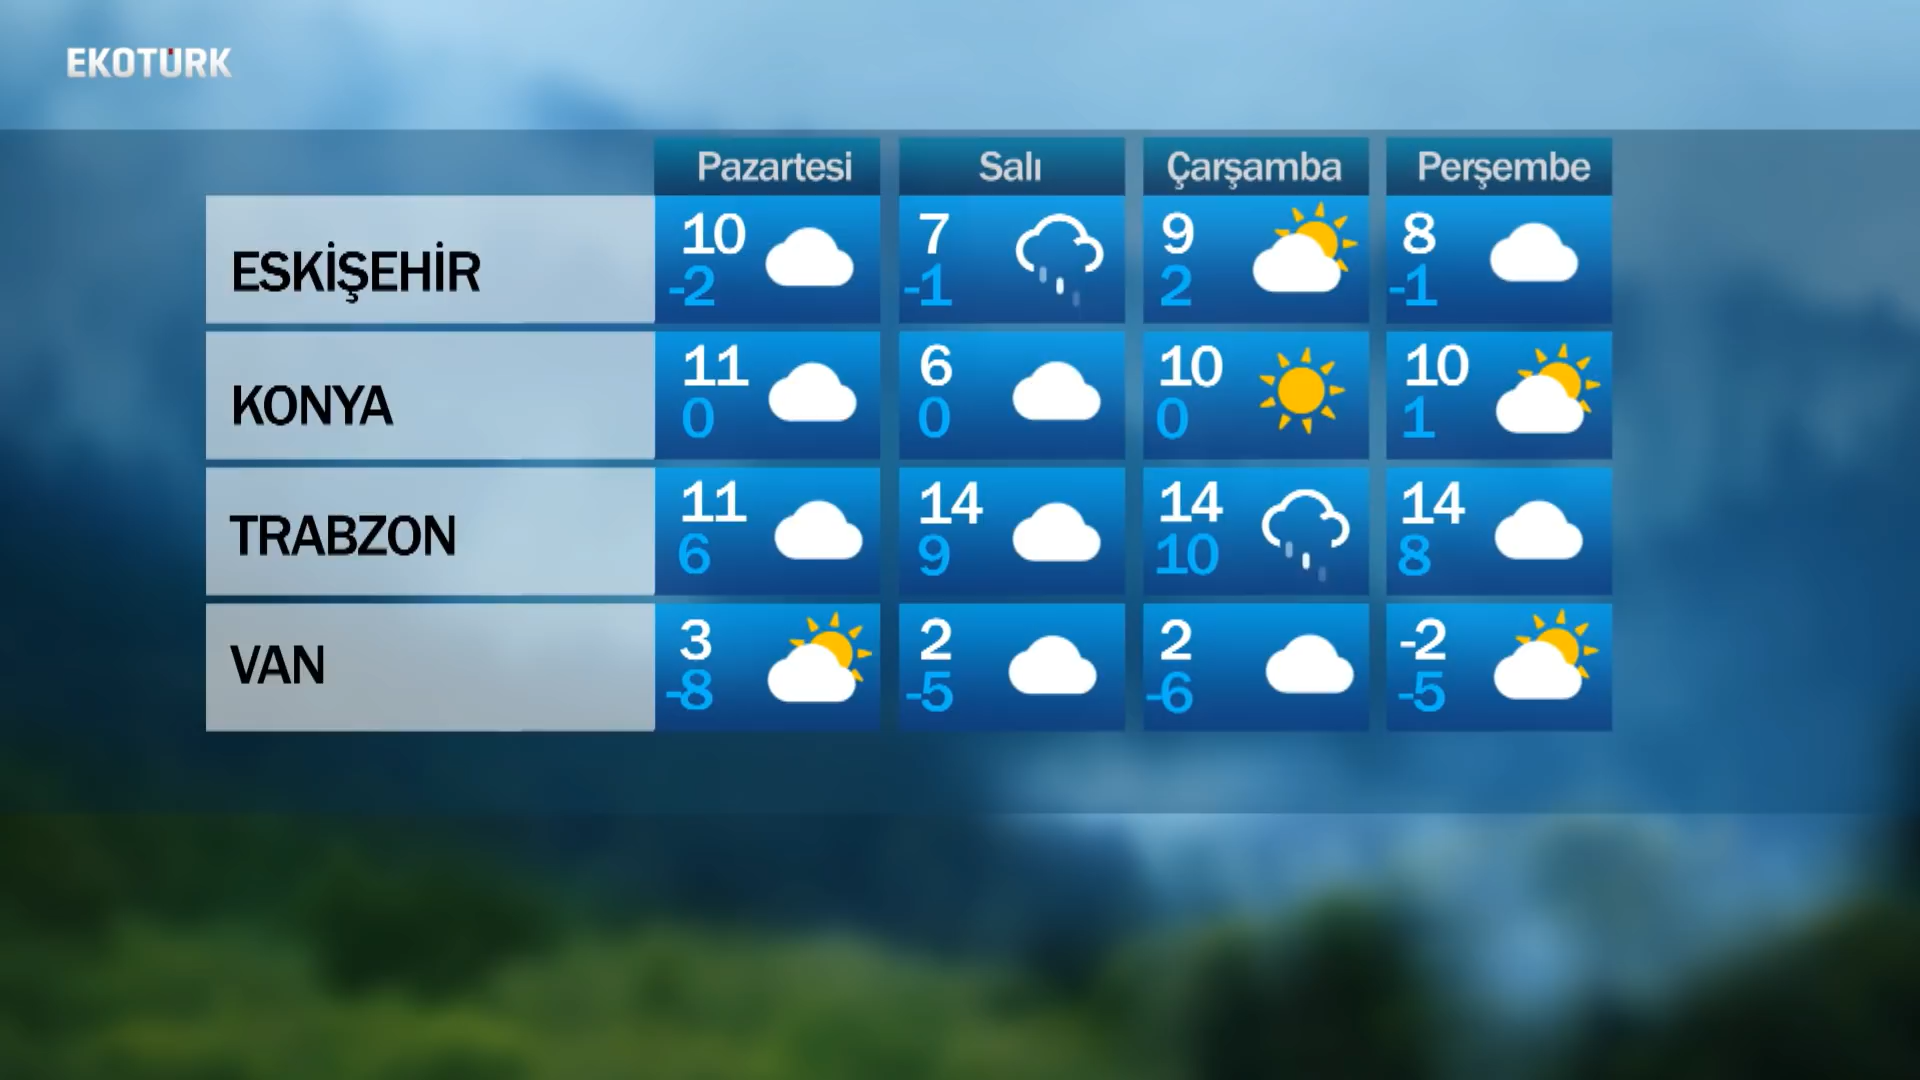 EKOTÜRK
Pazartesi Salı Çarşamba Perşembe
ESKİŞEHİR 10 -2 7 -1 9 2 8 -1
KONYA 11 0 6 0 10 0 10 1
TRABZON 11 6 14 9 14 10 14 8
VAN 3 -8 2 -5 2 -6 -2 -5